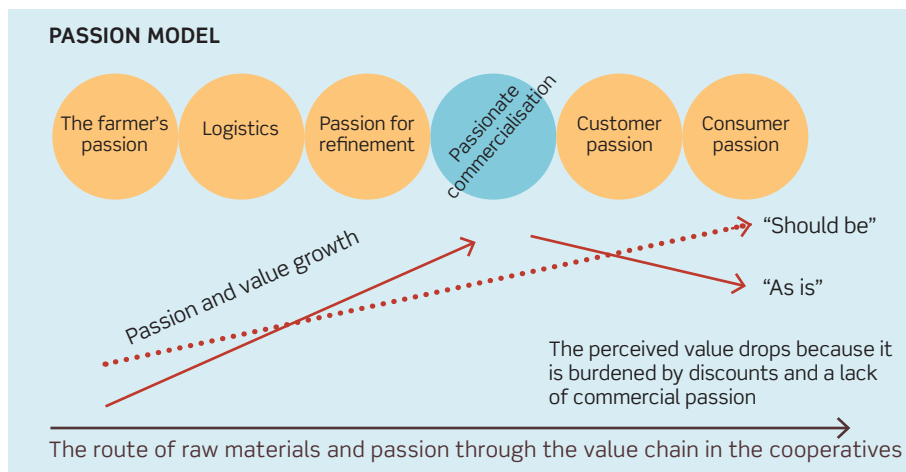 PASSION MODEL
The farmer's
passion
Logistics
Passion for
refinement
Passionate
commercialisation
Customer
passion
Consumer
passion
Passion and value growth
“Should be”
“As is”
The perceived value drops because it
is burdened by discounts and a lack
of commercial passion
The route of raw materials and passion through the value chain in the cooperatives